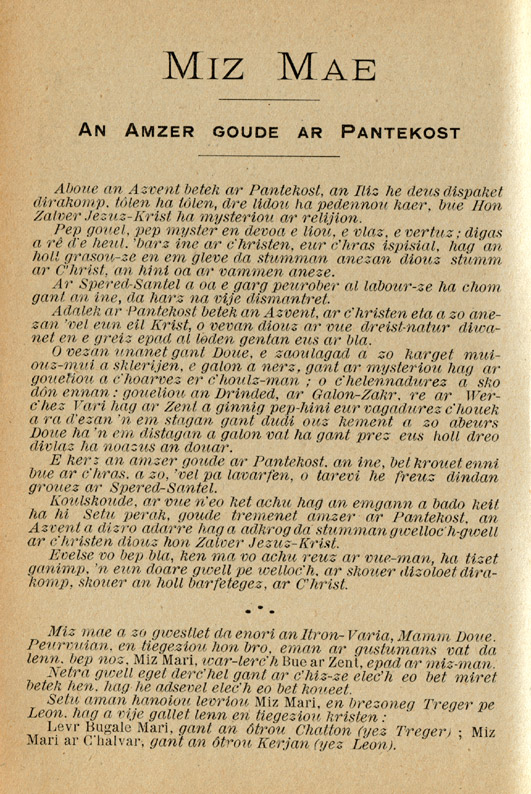 Miz Mae
An Amzer goude ar Pantekost
Aboue an Azvent betek ar Pantekost, an Iliz he deus dispaket
dirakomp, tôlen ha tôlen, dre lidou ha pedennou kaer, bue Hon
Zalver Jezuz-Krist ha mysteriou ar relijion.
Pep gouel, pep myster en devoa e liou, e vlaz, e vertuz ; digas
a rê d'e heul, 'barz ine ar c'hristen, eur c'hras ispisial, hag an
holl grasou-ze en em gleve da stumman anezan diouz stumm
ar C'hrist, an hini oa ar vammen aneze.
Ar Spered-Santel a oa e garg peurober al labour-ze ha chom
gant an ine, da harz na vije dismantret.
Adalek ar Pantekost betek an Azvent, ar c'hristen eta a zo ane-
zan 'vel eun eil Krist, o vevan diouz ar vue dreist-natur diwa-
net en e greiz epad al lôden gentan eus ar bla.
O vezan unanet gant Doue, e zaoulagad a zo karget mui-
ouz-mui a sklerijen, e galon a nerz, gant ar mysteriou hag ar
goueliou a c'hoarvez er c'houlz-man ; o c'helennadurez a sko
dôn ennan : goueliou an Drinded, ar Galon-Zakr, re ar Wer-
c'hez Vari hag ar Zent a ginnig pep-hini eur vagadurez c'houek
a ra d'ezan 'n em stagan gant dudi ouz kement a zo abeurs
Doue ha 'n em distagan a galon vat ha gant prez eus holl dreo
divlaz ha noazus an douar.
E kerz an amzer goude ar Pantekost, an ine, bet krouet enni
bue ar c'hras, a zo, 'vel pa lavarfen, o tarevi he freuz dindan
grouez ar Spered-Santel.
Koulskoude, ar vue n'eo ket achu hag an emgann a bado keit
ha hi Setu perak, goude tremenet amzer ar Pantekost, an
Azvent a dizro adarre hag a adkrog da stumman gwelloc'h-gwell
ar c'hristen diouz hon Zalver Jezuz-Krist.
Evelse vo bep bla, ken ma vo achu reuz ar vue-man, ha tizet
ganimp, 'n eun doare gwell pe welloc'h, ar skouer dizoloet dira-
komp, skouer an holl barfetegez, ar C'hrist.
Miz mae a zo gwestlet da enori an Itron-Varia, Mamm Doue.
Peurvuian, en tiegeziou hon bro, eman ar gustumans vat da
lenn, bep noz, Miz Mari, war-lerc'h Bue ar Zent, epad ar miz-man.
Netra gwell eget derc'hel gant ar c'hiz-ze elec'h eo bet miret
betek hen, hag he adsevel elec'h eo bet koueet.
Setu aman hanoiou levriou Miz Mari, en brezoneg Treger pe
Leon, hag a vije gallet lenn en tiegeziou kristen :
Levr Bugale Mari, gant an ôtrou Chatton (yez Treger) ; Miz
Mari ar C'halvar, gant an ôtrou Kerjan (yez Leon).